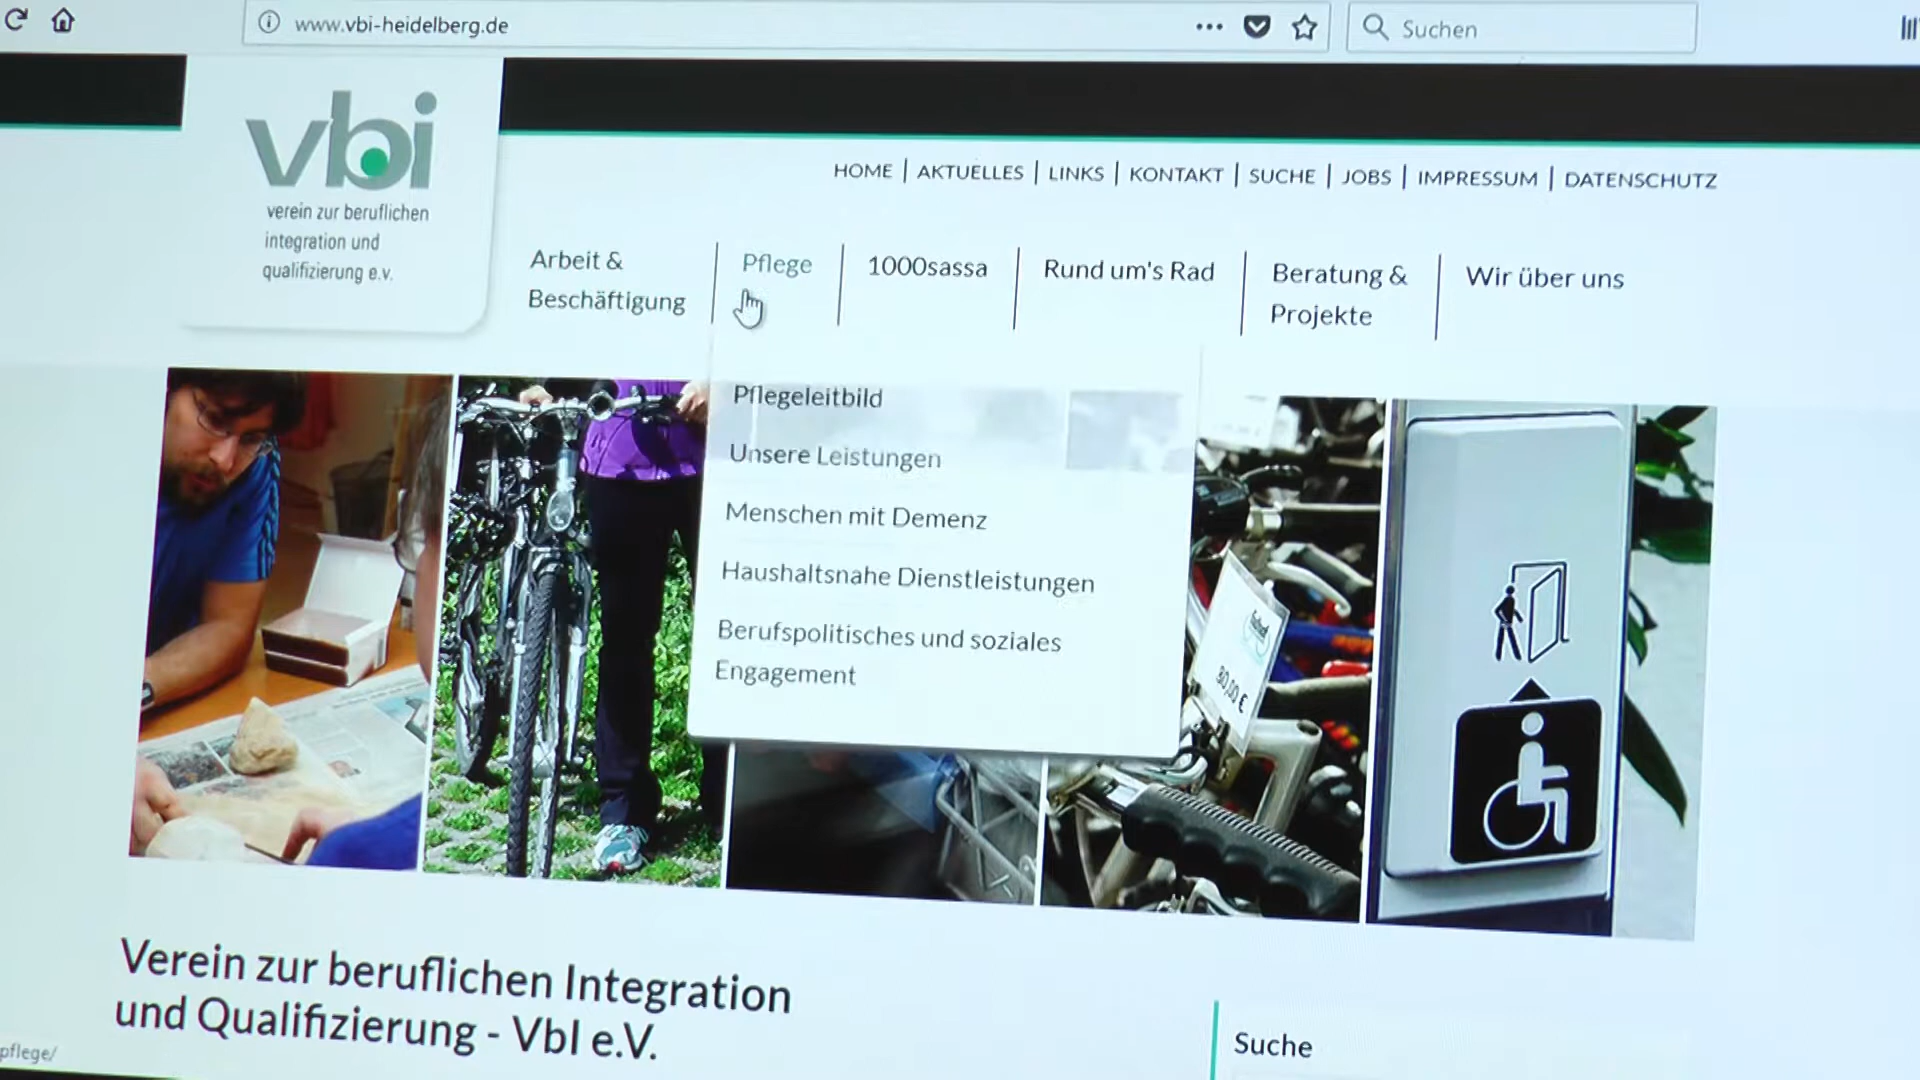 www.vbi-heidelberg.de
Suchen
vbi
verein zur beruflichen
integration und
qualifizierung e.v.
HOME | AKTUELLES | LINKS | KONTAKT | SUCHE | JOBS | IMPRESSUM | DATENSCHUTZ
Arbeit &
Beschäftigung
Pflege
1000sassa
Rund um's Rad
Beratung &
Projekte
Wir über uns
Pflegeleitbild
Unsere Leistungen
Menschen mit Demenz
Haushaltsnahe Dienstleistungen
Berufspolitisches und soziales
Engagement
80,00 €
Verein zur beruflichen Integration
und Qualifizierung - VbI e.V.
Suche
pflege/